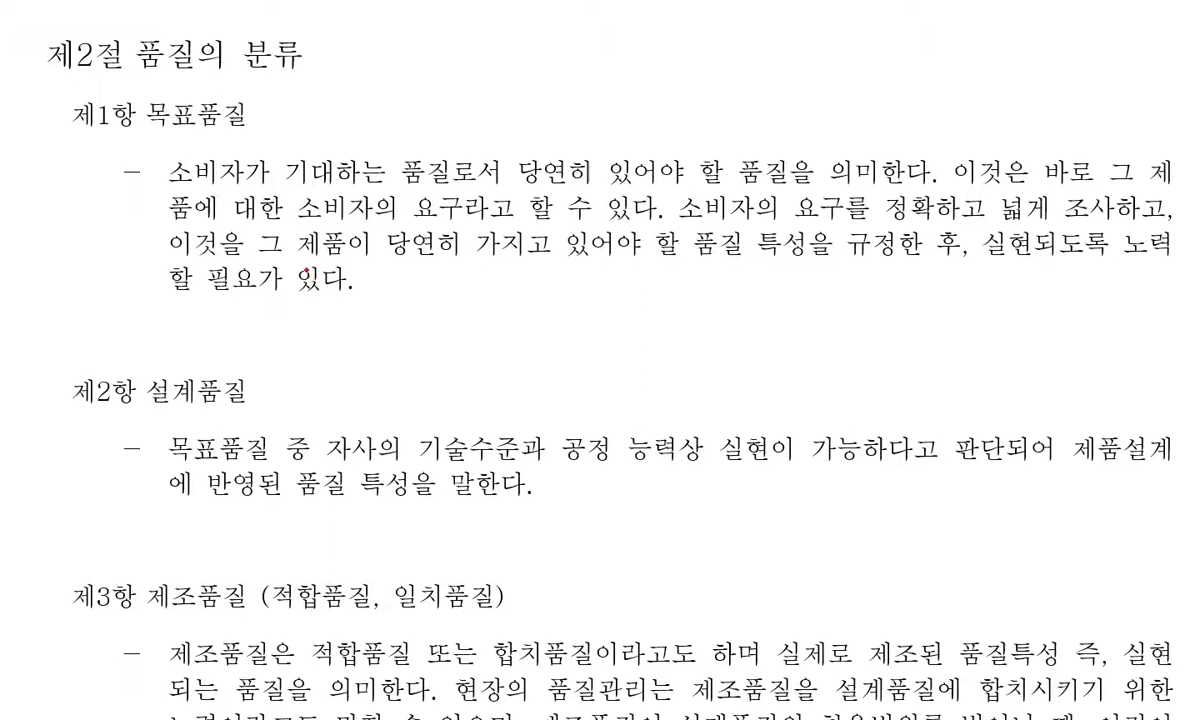 제2절 품질의 분류
제1항 목표품질
– 소비자가 기대하는 품질로서 당연히 있어야 할 품질을 의미한다. 이것은 바로 그 제
품에 대한 소비자의 요구라고 할 수 있다. 소비자의 요구를 정확하고 넓게 조사하고,
이것을 그 제품이 당연히 가지고 있어야 할 품질 특성을 규정한 후, 실현되도록 노력
할 필요가 있다.
제2항 설계품질
– 목표품질 중 자사의 기술수준과 공정 능력상 실현이 가능하다고 판단되어 제품설계
에 반영된 품질 특성을 말한다.
제3항 제조품질 (적합품질, 일치품질)
– 제조품질은 적합품질 또는 합치품질이라고도 하며 실제로 제조된 품질특성 즉, 실현
되는 품질을 의미한다. 현장의 품질관리는 제조품질을 설계품질에 합치시키기 위한